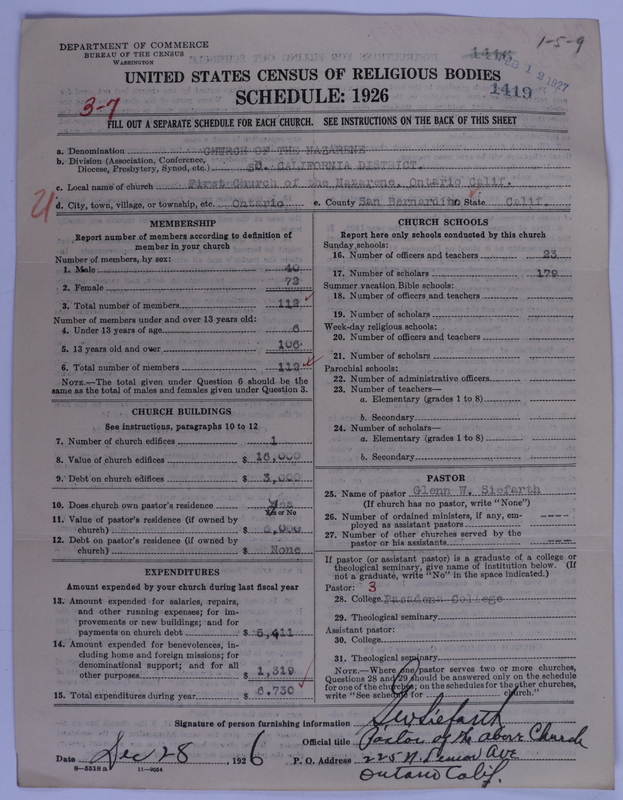 DEPARTMENT OF COMMERCE
BUREAU OF THE CENSUS
WASHINGTON
1-5-9
1418
1927
1419
UNITED STATES CENSUS OF RELIGIOUS BODIES
SCHEDULE: 1926
3-7
FILL OUT A SEPARATE SCHEDULE FOR EACH CHURCH. SEE INSTRUCTIONS ON THE BACK OF THIS SHEET
a. Denomination CHURCH OF THE NAZARENE
b. Division (Association, Conference, Diocese, Presbytery, Synod, etc.) SO. CALIFORNIA DISTRICT.
c. Local name of church First Church of the Nazarene, Ontario Calif.
d. City, town, village, or township, etc. Ontario e. County San Bernardino State Calif.
MEMBERSHIP
Report number of members according to definition of
member in your church
Number of members, by sex:
1. Male 40
2. Female 72
3. Total number of members 112
Number of members under and over 13 years old:
4. Under 13 years of age 6
5. 13 years old and over 106
6. Total number of members 112
NOTE.—The total given under Question 6 should be the
same as the total of males and females given under Question 3.
CHURCH BUILDINGS
See instructions, paragraphs 10 to 12
7. Number of church edifices 1
8. Value of church edifices $ 16,000
9. Debt on church edifices $ 3,000
10. Does church own pastor's residence Yes
Yes or No
11. Value of pastor's residence (if owned by
church) $ ,000
12. Debt on pastor's residence (if owned by
church) $ None
EXPENDITURES
Amount expended by your church during last fiscal year
13. Amount expended for salaries, repairs,
and other running expenses; for im-
provements or new buildings; and for
payments on church debt $ 5,411
14. Amount expended for benevolences, in-
cluding home and foreign missions; for
denominational support; and for all
other purposes $ 1,319
15. Total expenditures during year $ 6.730
CHURCH SCHOOLS
Report here only schools conducted by this church
Sunday schools:
16. Number of officers and teachers 23
17. Number of scholars 179
Summer vacation Bible schools:
18. Number of officers and teachers
19. Number of scholars
Week-day religious schools:
20. Number of officers and teachers
21. Number of scholars
Parochial schools:
22. Number of administrative officers
23. Number of teachers—
a. Elementary (grades 1 to 8)
b. Secondary
24. Number of scholars—
a. Elementary (grades 1 to 8)
b. Secondary
PASTOR
25. Name of pastor Glenn W. Siefarth
(If church has no pastor, write "None")
26. Number of ordained ministers, if any, em-
ployed as assistant pastors
27. Number of other churches served by the
pastor or his assistants
If pastor (or assistant pastor) is a graduate of a college or
theological seminary, give name of institution below. (If
not a graduate, write "No" in the space indicated.)
Pastor: 3
28. College Pasadena College
29. Theological seminary
Assistant pastor:
30. College
31. Theological seminary
NOTE.—Where one pastor serves two or more churches,
Questions 28 and 29 should be answered only on the schedule
for one of the churches; on the schedules for the other churches,
write "See schedule for church."
Signature of person furnishing information G W Siefarth
Official title Pastor of the above Church
Date Dec 28 1926 P. O. Address 225 N. Ave
Ontario Calif.
8-5518a 11-9054